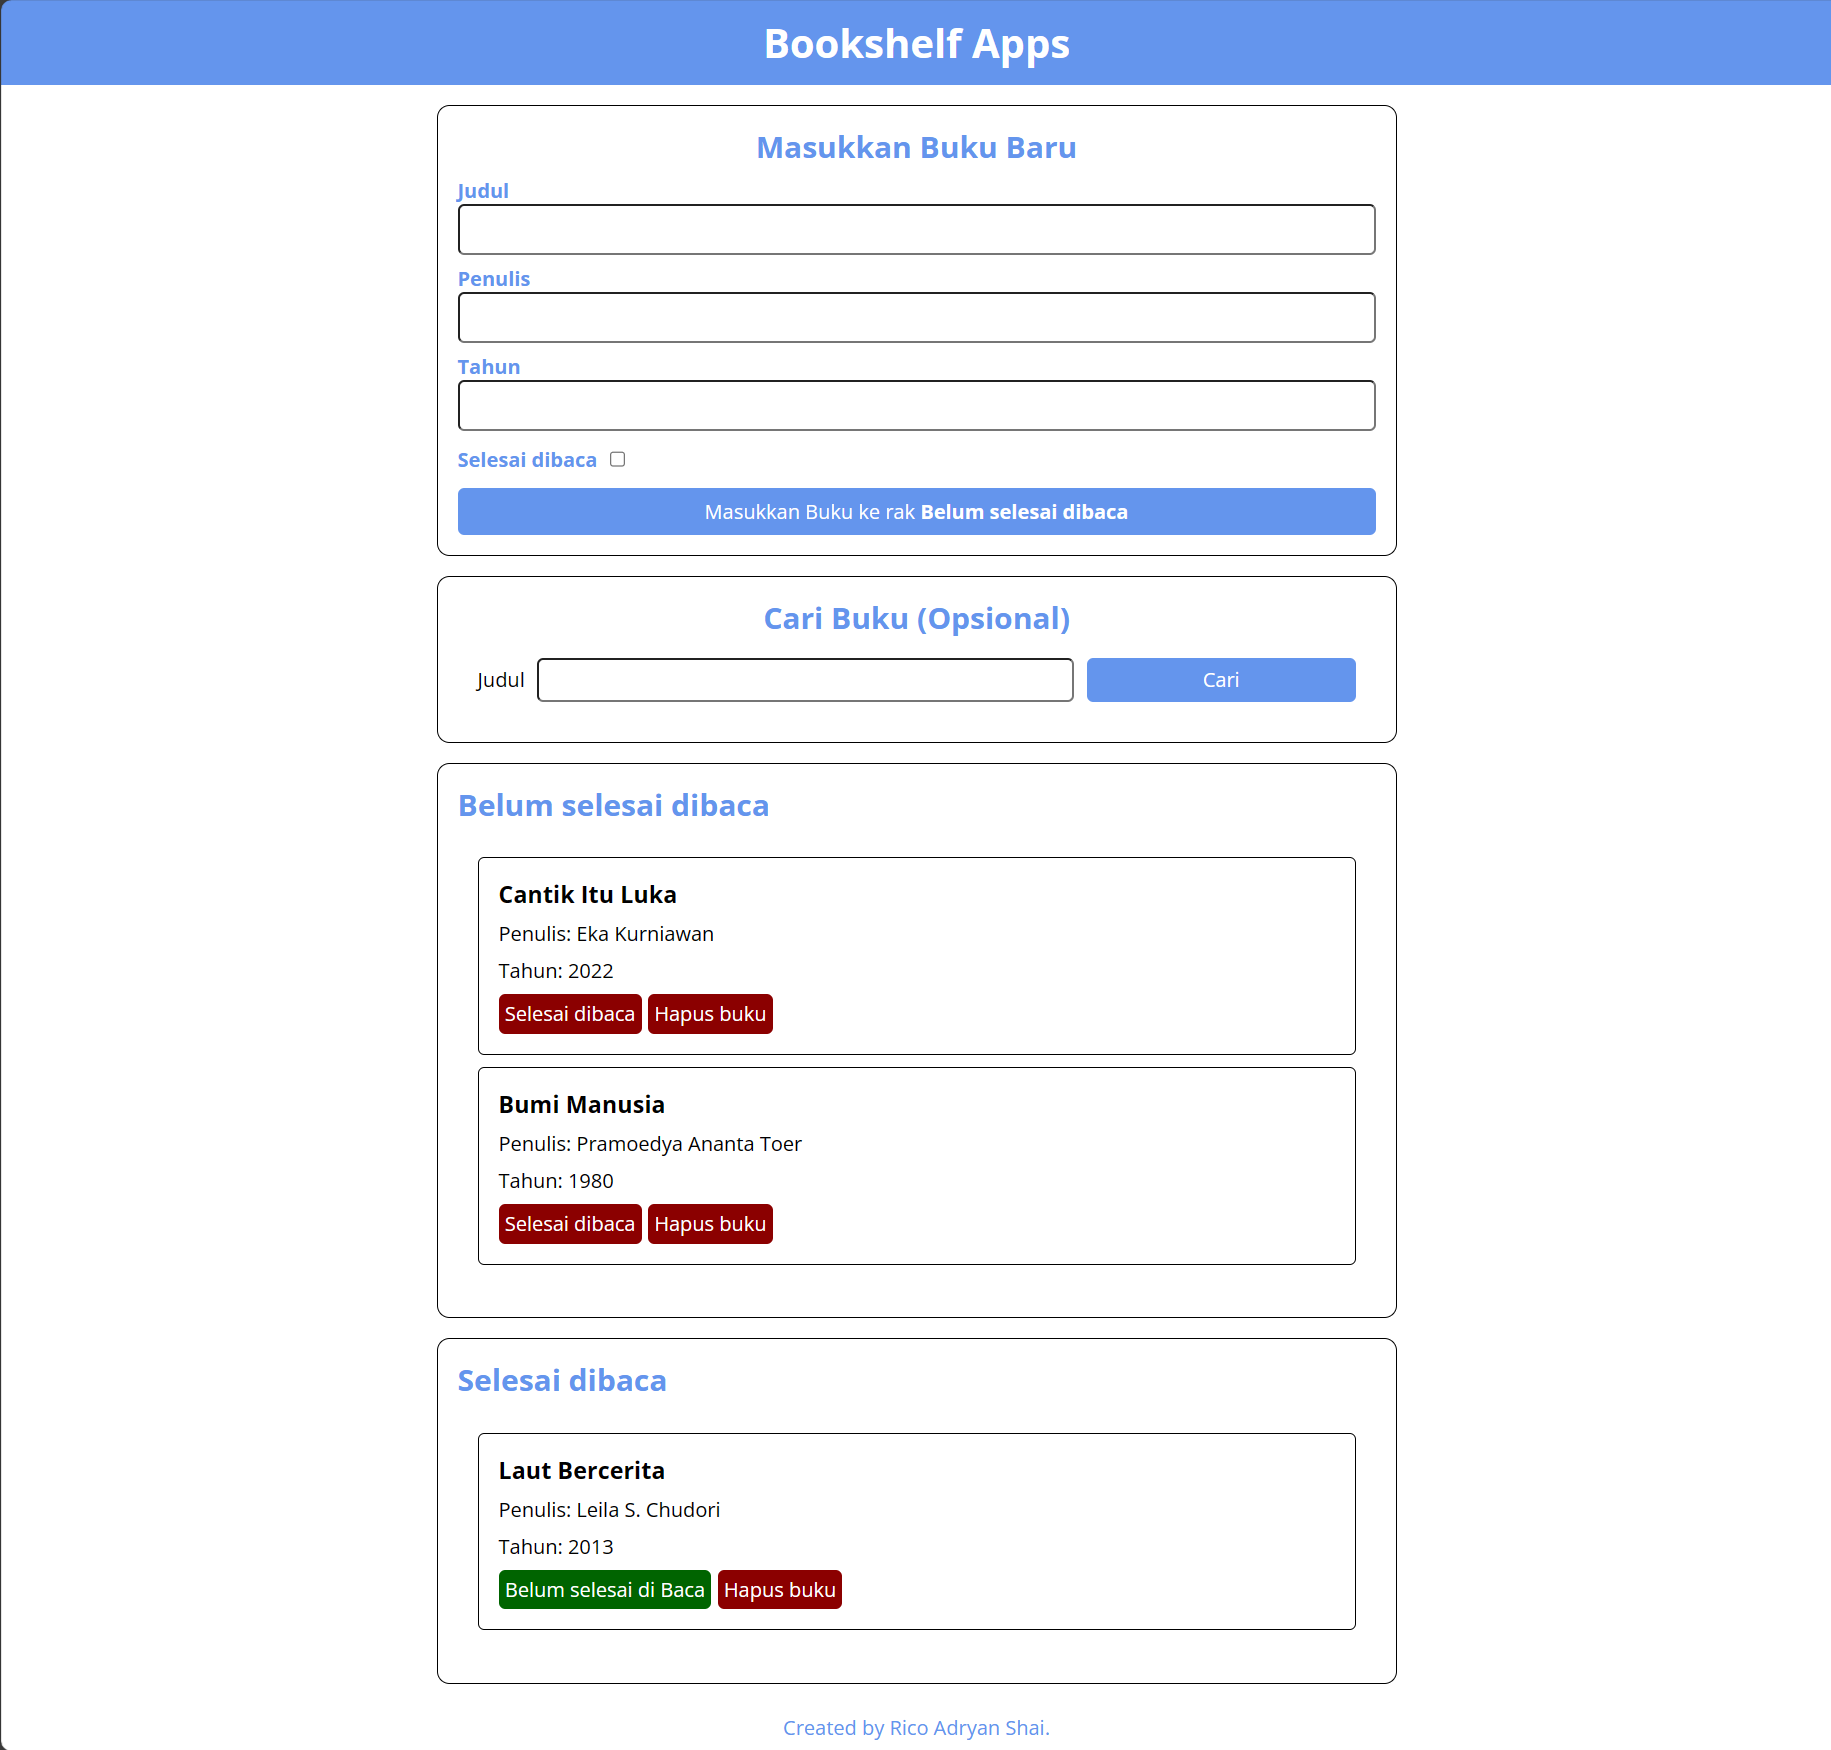 Bookshelf Apps
Masukkan Buku Baru
Judul
Penulis
Tahun
Selesai dibaca
Masukkan Buku ke rak Belum selesai dibaca
Cari Buku (Opsional)
Judul
Cari
Belum selesai dibaca
Cantik Itu Luka
Penulis: Eka Kurniawan
Tahun: 2022
Selesai dibaca Hapus buku
Bumi Manusia
Penulis: Pramoedya Ananta Toer
Tahun: 1980
Selesai dibaca Hapus buku
Selesai dibaca
Laut Bercerita
Penulis: Leila S. Chudori
Tahun: 2013
Belum selesai di Baca Hapus buku
Created by Rico Adryan Shai.